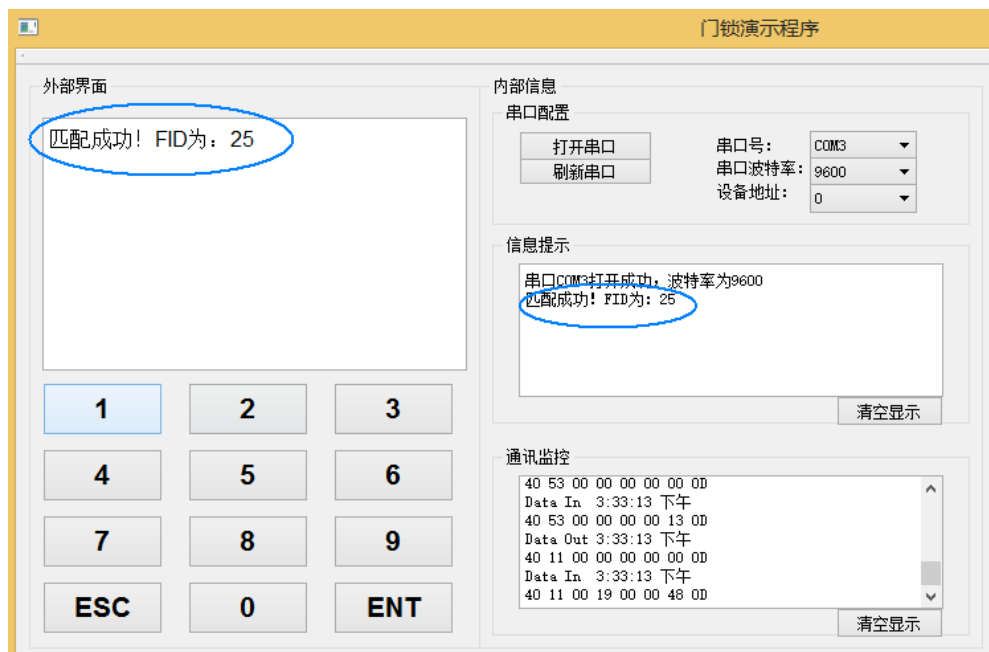 门锁演示程序
外部界面
匹配成功! FID为：25
1 2 3
4 5 6
7 8 9
ESC 0 ENT
内部信息
串口配置
打开串口
刷新串口
串口号： COM3
串口波特率： 9600
设备地址： 0
信息提示
串口COM3打开成功，波特率为9600
匹配成功! FID为：25
清空显示
通讯监控
40 53 00 00 00 00 00 0D
Data In 3:33:13 下午
40 53 00 00 00 00 13 0D
Data Out 3:33:13 下午
40 11 00 00 00 00 00 0D
Data In 3:33:13 下午
40 11 00 19 00 00 48 0D
清空显示